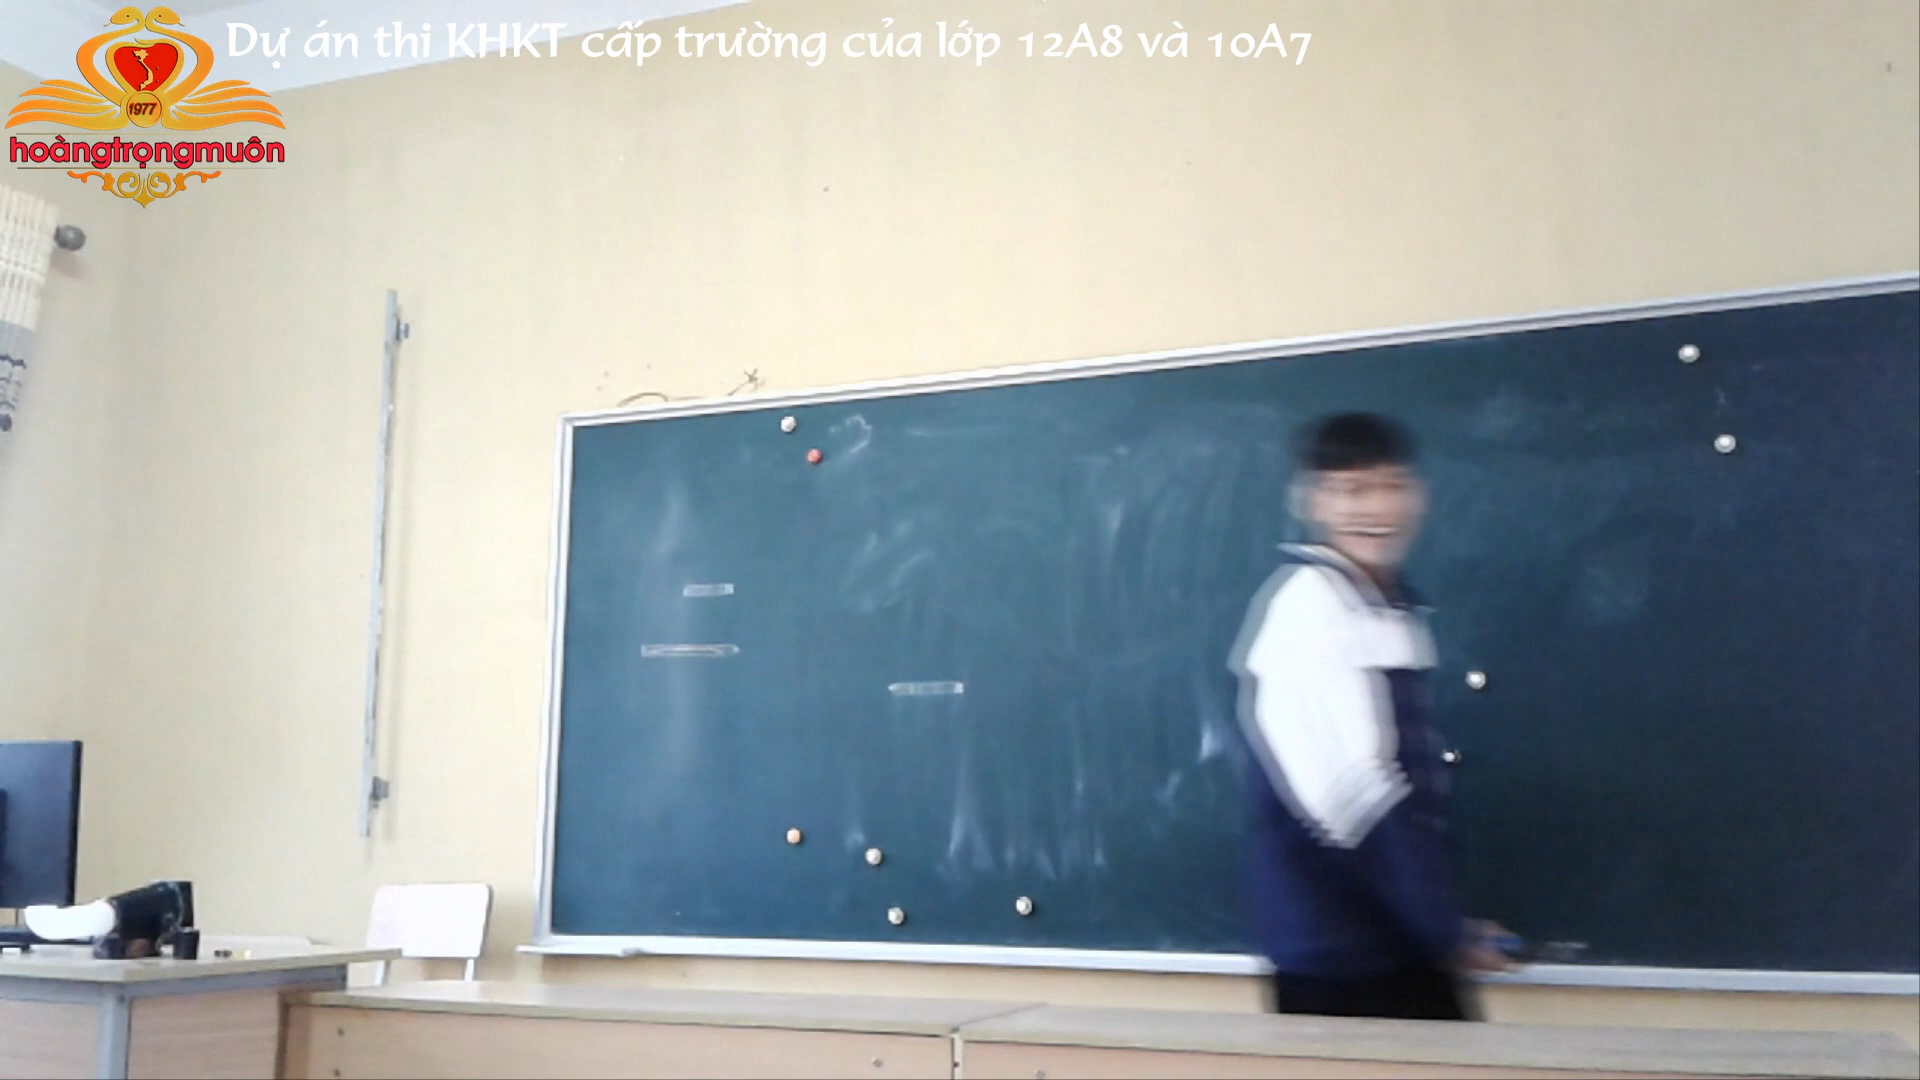 Dự án thi KHKT cấp trường của lớp 12A8 và 10A7
1977
hoàngtrọngmuôn